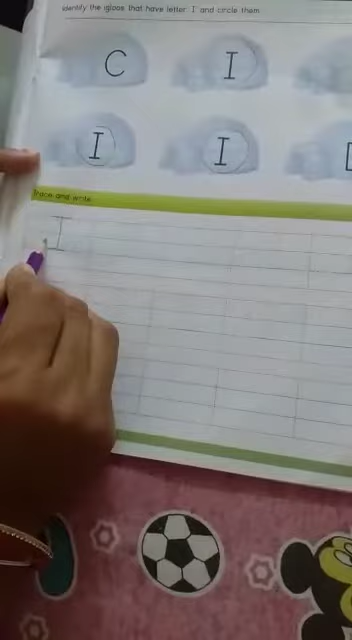 Identify the igloos that have letter 'I' and circle them.
C I
I I
Trace and write.
I